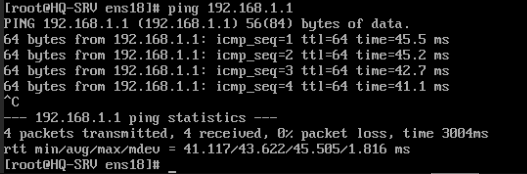 [root@HQ-SRV ens18]# ping 192.168.1.1
PING 192.168.1.1 (192.168.1.1) 56(84) bytes of data.
64 bytes from 192.168.1.1: icmp_seq=1 ttl=64 time=45.5 ms
64 bytes from 192.168.1.1: icmp_seq=2 ttl=64 time=45.2 ms
64 bytes from 192.168.1.1: icmp_seq=3 ttl=64 time=42.7 ms
64 bytes from 192.168.1.1: icmp_seq=4 ttl=64 time=41.1 ms
^C
--- 192.168.1.1 ping statistics ---
4 packets transmitted, 4 received, 0% packet loss, time 3004ms
rtt min/avg/max/mdev = 41.117/43.622/45.505/1.816 ms
[root@HQ-SRV ens18]# _